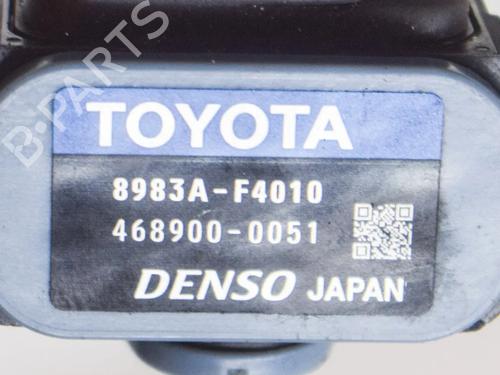 B-PARTS
TOYOTA
8983A-F4010
468900-0051
DENSO JAPAN